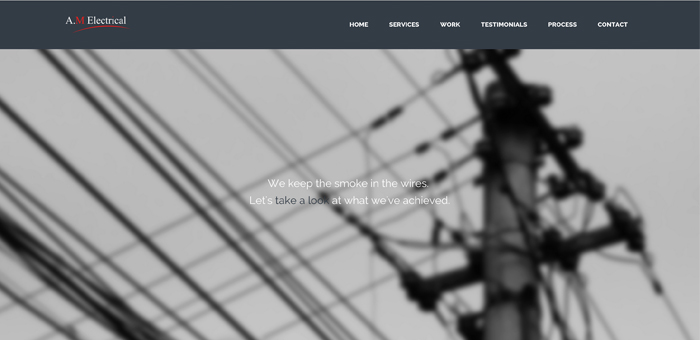 A.M Electrical
HOME SERVICES WORK TESTIMONIALS PROCESS CONTACT
We keep the smoke in the wires.
Let's take a look at what we've achieved.